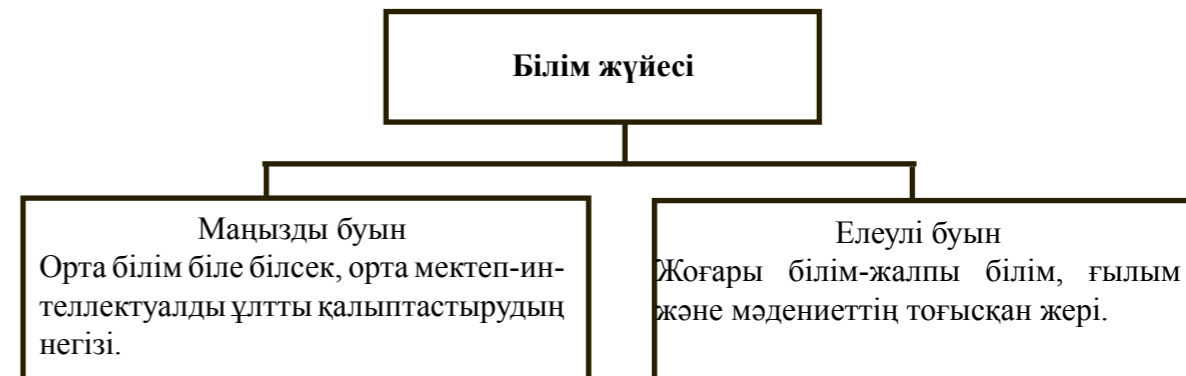 Білім жүйесі
Маңызды буын
Орта білім біле білсек, орта мектеп-ин-
теллектуалды ұлтты қалыптастырудың
негізі.
Елеулі буын
Жоғары білім-жалпы білім, ғылым
және мәдениеттің тоғысқан жері.